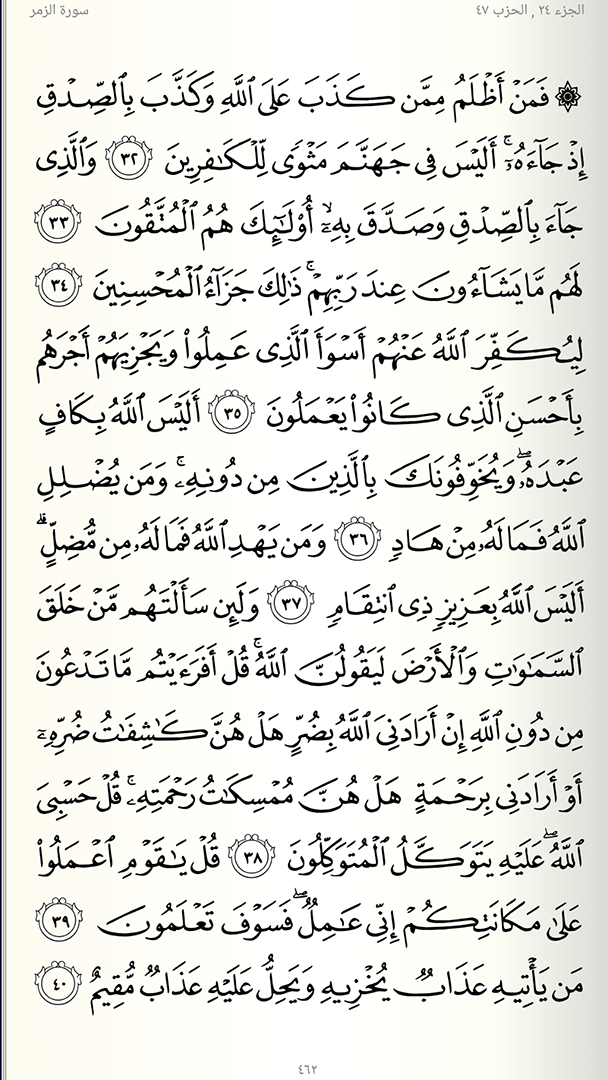 الجزء ٢٤ , الحزب ٤٧
سورة الزمر
۞ فَمَنْ أَظْلَمُ مِمَّن كَذَبَ عَلَى ٱللَّهِ وَكَذَّبَ بِٱلصِّدْقِ
إِذْ جَآءَهُۥٓ ۚ أَلَيْسَ فِى جَهَنَّمَ مَثْوًى لِّلْكَـٰفِرِينَ ٣٢ وَٱلَّذِى
جَآءَ بِٱلصِّدْقِ وَصَدَّقَ بِهِۦٓ ۙ أُو۟لَـٰٓئِكَ هُمُ ٱلْمُتَّقُونَ ٣٣
لَهُم مَّا يَشَآءُونَ عِندَ رَبِّهِمْ ۚ ذَٰلِكَ جَزَآءُ ٱلْمُحْسِنِينَ ٣٤
لِيُكَفِّرَ ٱللَّهُ عَنْهُمْ أَسْوَأَ ٱلَّذِى عَمِلُوا۟ وَيَجْزِيَهُمْ أَجْرَهُم
بِأَحْسَنِ ٱلَّذِى كَانُوا۟ يَعْمَلُونَ ٣٥ أَلَيْسَ ٱللَّهُ بِكَافٍ
عَبْدَهُۥ ۖ وَيُخَوِّفُونَكَ بِٱلَّذِينَ مِن دُونِهِۦ ۚ وَمَن يُضْلِلِ
ٱللَّهُ فَمَا لَهُۥ مِنْ هَادٍ ٣٦ وَمَن يَهْدِ ٱللَّهُ فَمَا لَهُۥ مِن مُّضِلٍّ ۗ
أَلَيْسَ ٱللَّهُ بِعَزِيزٍ ذِى ٱنتِقَامٍ ٣٧ وَلَئِن سَأَلْتَهُم مَّنْ خَلَقَ
ٱلسَّمَـٰوَٰتِ وَٱلْأَرْضَ لَيَقُولُنَّ ٱللَّهُ ۚ قُلْ أَفَرَءَيْتُم مَّا تَدْعُونَ
مِن دُونِ ٱللَّهِ إِنْ أَرَادَنِىَ ٱللَّهُ بِضُرٍّ هَلْ هُنَّ كَـٰشِفَـٰتُ ضُرِّهِۦٓ
أَوْ أَرَادَنِى بِرَحْمَةٍ هَلْ هُنَّ مُمْسِكَـٰتُ رَحْمَتِهِۦ ۚ قُلْ حَسْبِىَ
ٱللَّهُ ۖ عَلَيْهِ يَتَوَكَّلُ ٱلْمُتَوَكِّلُونَ ٣٨ قُلْ يَـٰقَوْمِ ٱعْمَلُوا۟
عَلَىٰ مَكَانَتِكُمْ إِنِّى عَـٰمِلٌ ۖ فَسَوْفَ تَعْلَمُونَ ٣٩
مَن يَأْتِيهِ عَذَابٌ يُخْزِيهِ وَيَحِلُّ عَلَيْهِ عَذَابٌ مُّقِيمٌ ٤٠
٤٦٢